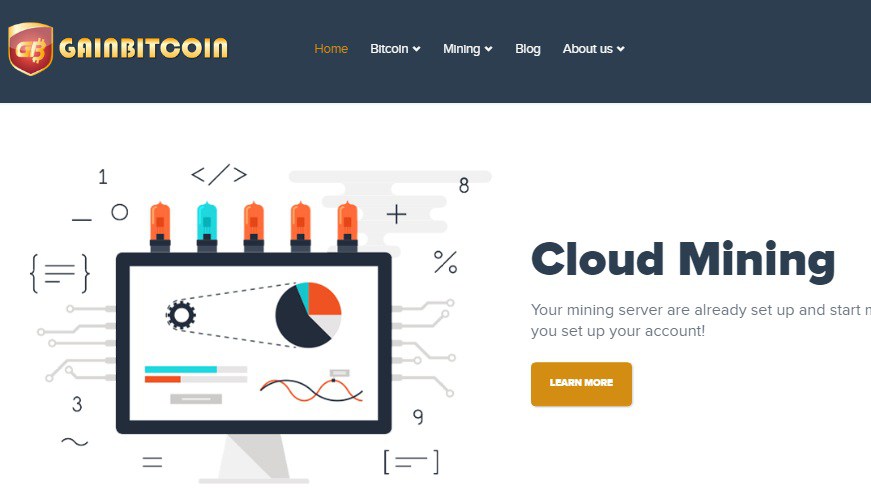 GB GAINBITCOIN
Home Bitcoin Mining Blog About us
1 </> 8
— ○ +
{=} %
Cloud Mining
Your mining server are already set up and start m
you set up your account!
LEARN MORE
3 9
~
= [=]